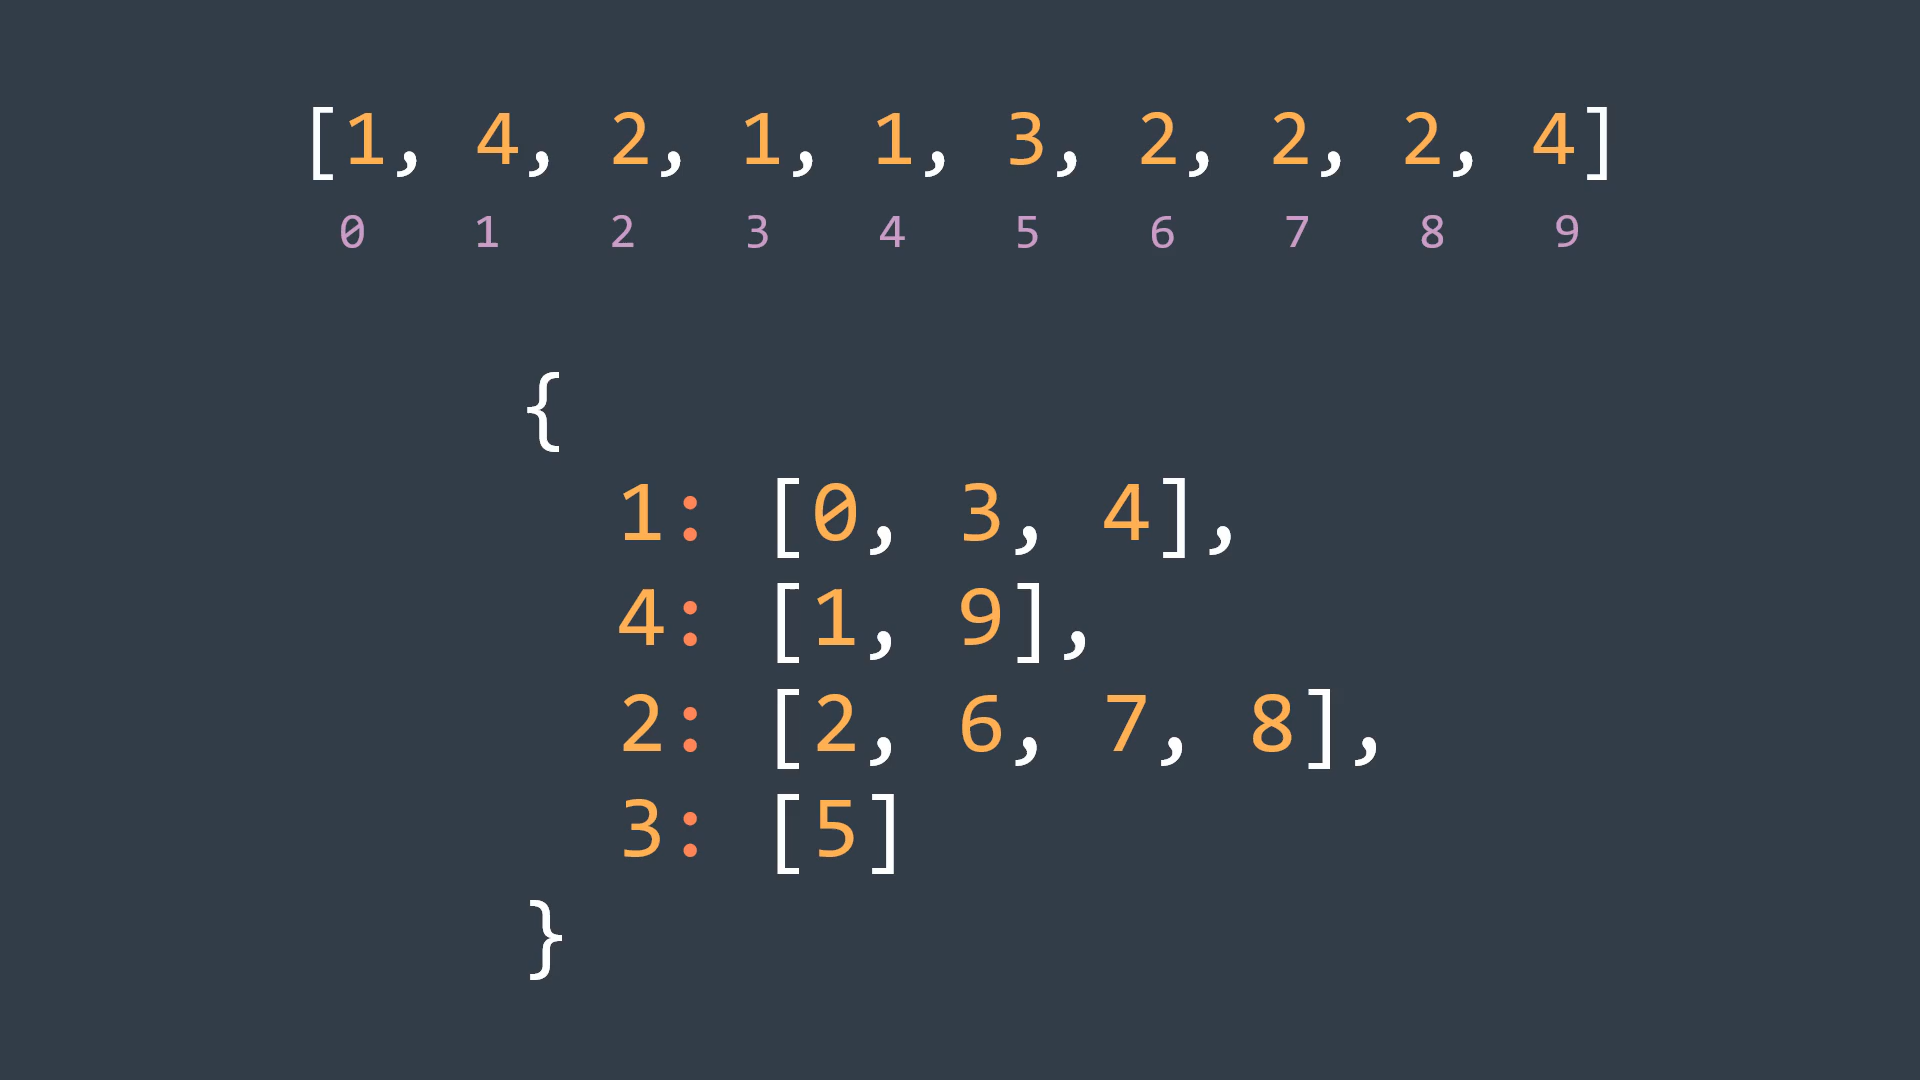 [1, 4, 2, 1, 1, 3, 2, 2, 2, 4]
0 1 2 3 4 5 6 7 8 9
{
1: [0, 3, 4],
4: [1, 9],
2: [2, 6, 7, 8],
3: [5]
}